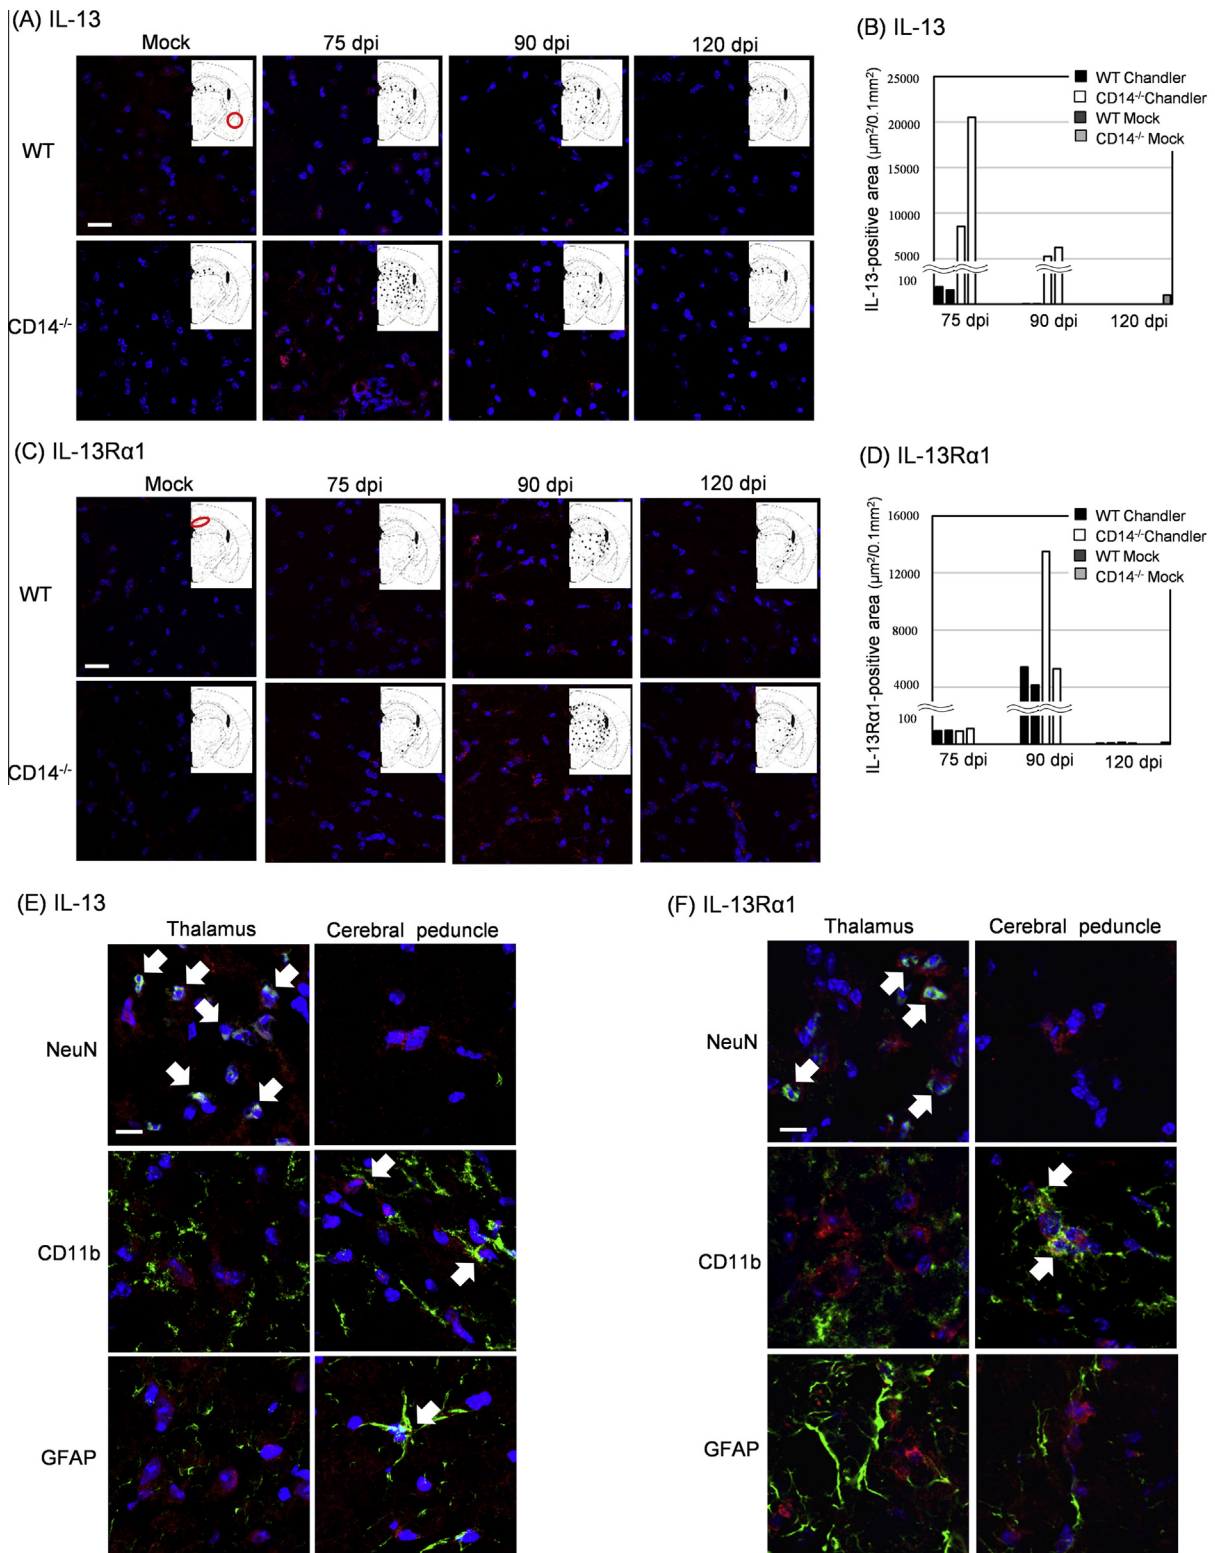 (A) IL-13
Mock 75 dpi 90 dpi 120 dpi
WT
CD14⁻/⁻
(B) IL-13
IL-13-positive area (μm²/0.1mm²)
25000
20000
15000
10000
5000
100
75 dpi 90 dpi 120 dpi
WT Chandler
CD14⁻/⁻Chandler
WT Mock
CD14⁻/⁻ Mock
(C) IL-13Rα1
Mock 75 dpi 90 dpi 120 dpi
WT
CD14⁻/⁻
(D) IL-13Rα1
IL-13Rα1-positive area (μm²/0.1mm²)
16000
12000
8000
4000
100
75 dpi 90 dpi 120 dpi
WT Chandler
CD14⁻/⁻Chandler
WT Mock
CD14⁻/⁻ Mock
(E) IL-13
Thalamus Cerebral peduncle
NeuN
CD11b
GFAP
(F) IL-13Rα1
Thalamus Cerebral peduncle
NeuN
CD11b
GFAP